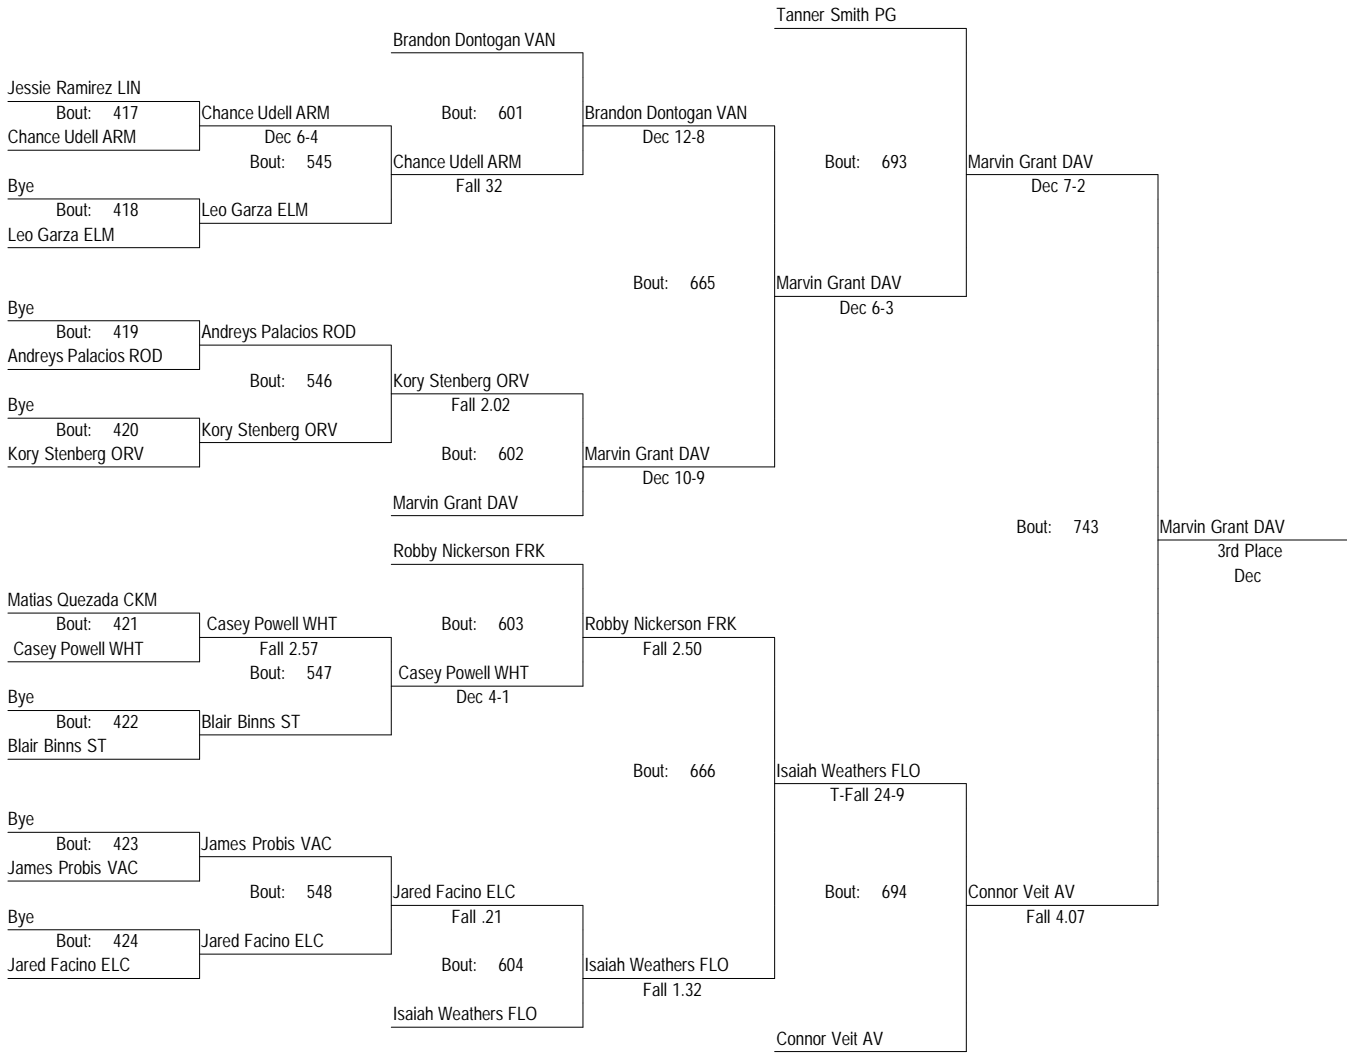 Tanner Smith PG
Brandon Dontogan VAN
Jessie Ramirez LIN
Bout: 417
Chance Udell ARM
Bout: 601
Brandon Dontogan VAN
Chance Udell ARM
Dec 6-4
Dec 12-8
Bout: 545
Chance Udell ARM
Bout: 693
Marvin Grant DAV
Bye
Fall 32
Dec 7-2
Bout: 418
Leo Garza ELM
Leo Garza ELM
Bout: 665
Marvin Grant DAV
Bye
Dec 6-3
Bout: 419
Andreys Palacios ROD
Andreys Palacios ROD
Bout: 546
Kory Stenberg ORV
Bye
Fall 2.02
Bout: 420
Kory Stenberg ORV
Kory Stenberg ORV
Bout: 602
Marvin Grant DAV
Dec 10-9
Marvin Grant DAV
Bout: 743
Marvin Grant DAV
Robby Nickerson FRK
3rd Place
Dec
Matias Quezada CKM
Bout: 421
Casey Powell WHT
Bout: 603
Robby Nickerson FRK
Casey Powell WHT
Fall 2.57
Fall 2.50
Bout: 547
Casey Powell WHT
Bye
Dec 4-1
Bout: 422
Blair Binns ST
Blair Binns ST
Bout: 666
Isaiah Weathers FLO
T-Fall 24-9
Bye
Bout: 423
James Probis VAC
James Probis VAC
Bout: 548
Jared Facino ELC
Bout: 694
Connor Veit AV
Bye
Fall .21
Fall 4.07
Bout: 424
Jared Facino ELC
Jared Facino ELC
Bout: 604
Isaiah Weathers FLO
Fall 1.32
Isaiah Weathers FLO
Connor Veit AV